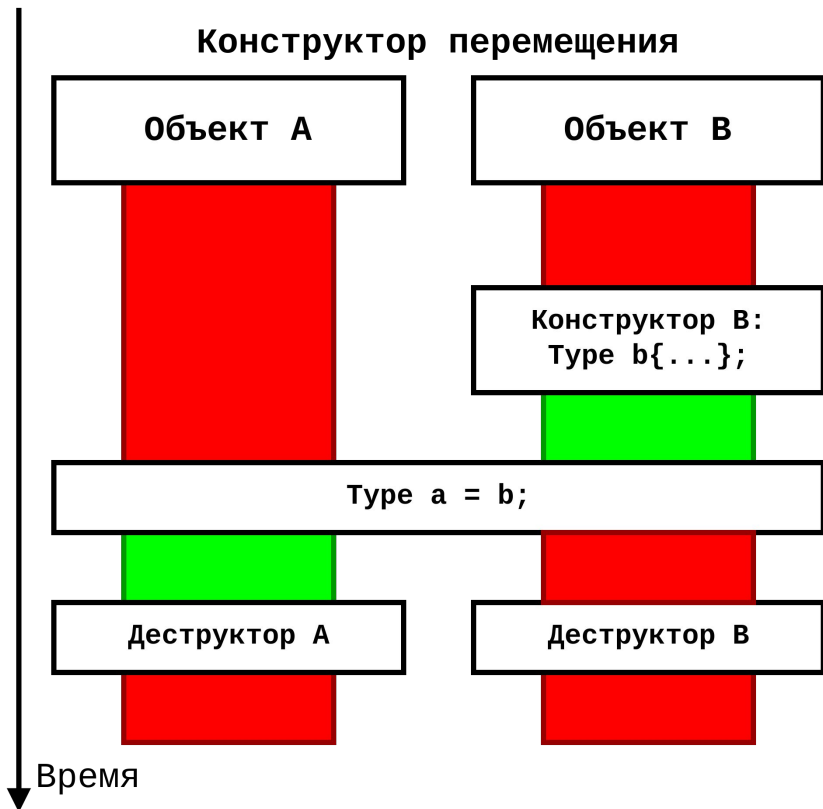 Конструктор перемещения
Объект A
Объект B
Конструктор B:
Type b{...};
Type a = b;
Деструктор A
Деструктор B
Время